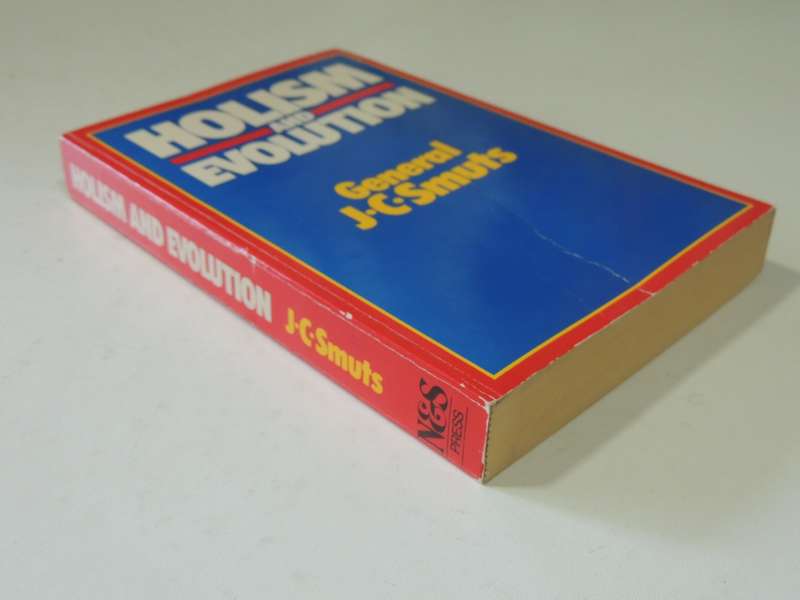 HOLISM
AND
EVOLUTION
General
J·C·Smuts
HOLISM AND EVOLUTION J·C·Smuts N&S
PRESS